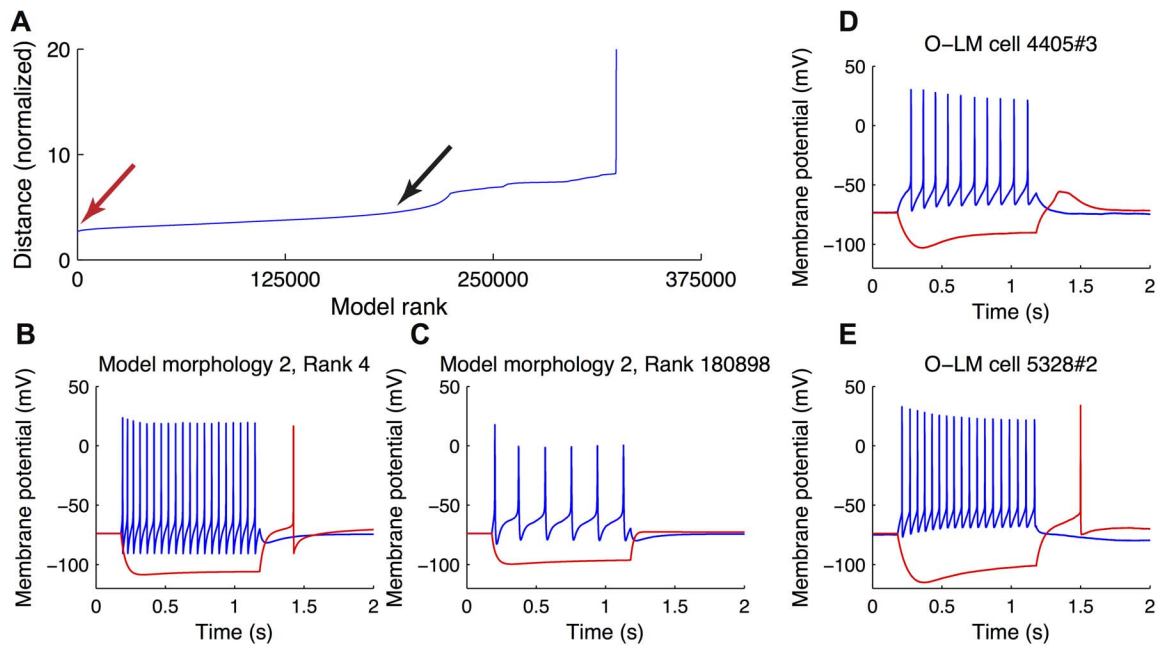 A
Distance (normalized)
20
10
0
0 125000 250000 375000
Model rank
B
Model morphology 2, Rank 4
Membrane potential (mV)
50
0
−50
−100
0 0.5 1 1.5 2
Time (s)
C
Model morphology 2, Rank 180898
Membrane potential (mV)
50
0
−50
−100
0 0.5 1 1.5 2
Time (s)
D
O−LM cell 4405#3
Membrane potential (mV)
50
0
−50
−100
0 0.5 1 1.5 2
Time (s)
E
O−LM cell 5328#2
Membrane potential (mV)
50
0
−50
−100
0 0.5 1 1.5 2
Time (s)